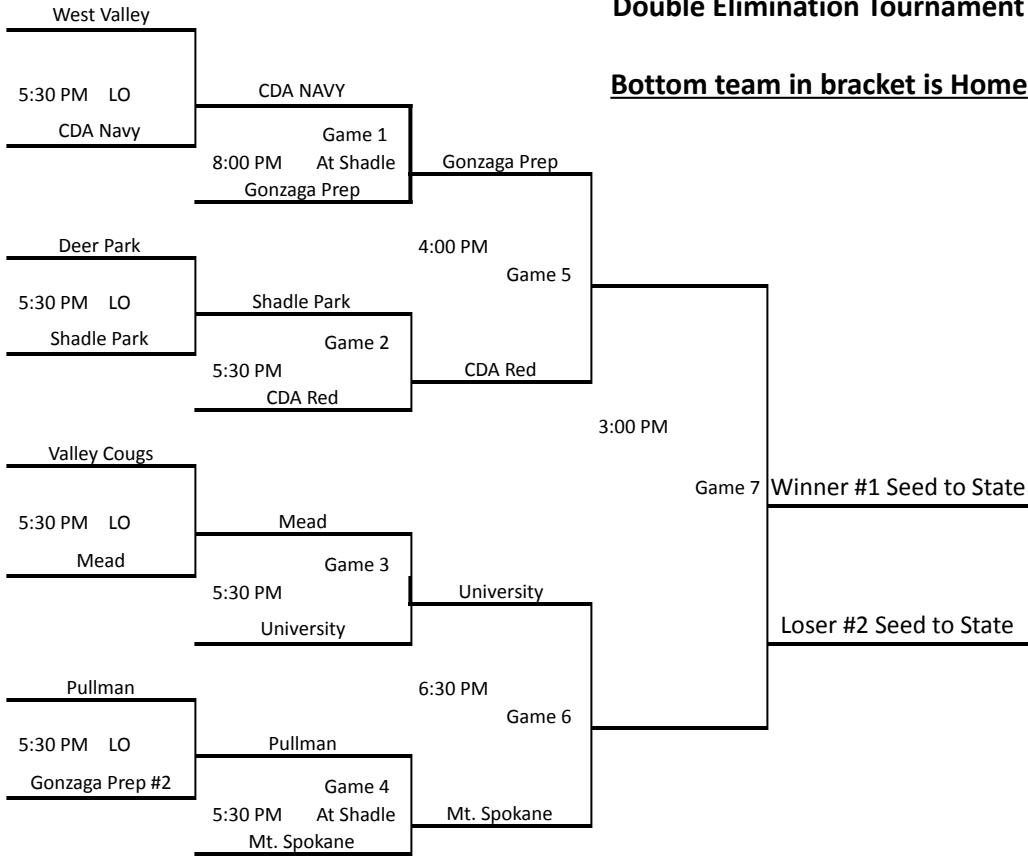 Double Elimination Tournament
West Valley
Bottom team in bracket is Home
5:30 PM LO
CDA NAVY
CDA Navy
Game 1
8:00 PM At Shadle
Gonzaga Prep
Gonzaga Prep
Deer Park
4:00 PM
Game 5
5:30 PM LO
Shadle Park
Shadle Park
Game 2
5:30 PM
CDA Red
CDA Red
3:00 PM
Valley Cougs
Game 7 Winner #1 Seed to State
5:30 PM LO
Mead
Mead
Game 3
5:30 PM
University
University
Loser #2 Seed to State
Pullman
6:30 PM
Game 6
5:30 PM LO
Pullman
Gonzaga Prep #2
Game 4
5:30 PM At Shadle
Mt. Spokane
Mt. Spokane